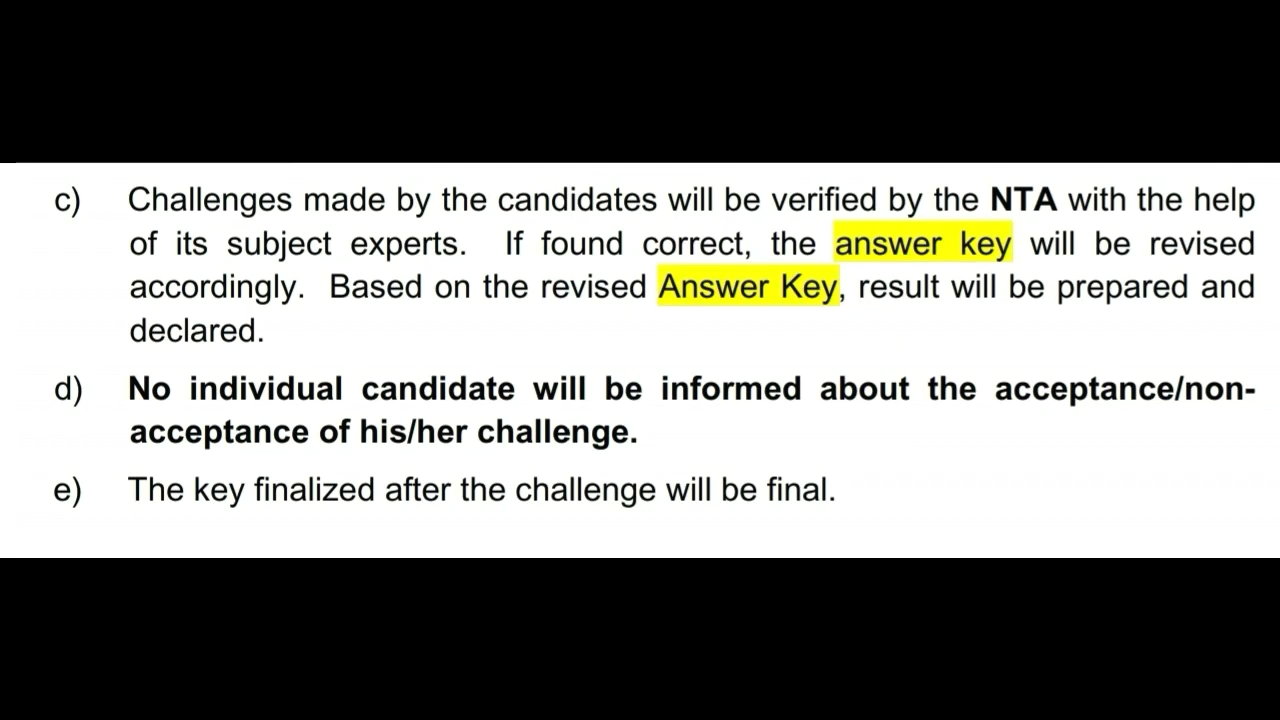 c) Challenges made by the candidates will be verified by the NTA with the help
of its subject experts. If found correct, the answer key will be revised
accordingly. Based on the revised Answer Key, result will be prepared and
declared.
d) No individual candidate will be informed about the acceptance/non-
acceptance of his/her challenge.
e) The key finalized after the challenge will be final.